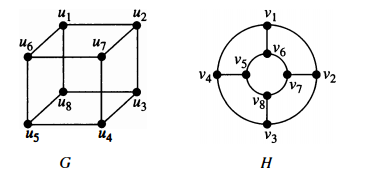 u1 u2 v1
u6 u7 v6
v4 v5 v7 v2
u8 u3 v8
u5 u4 v3
G H